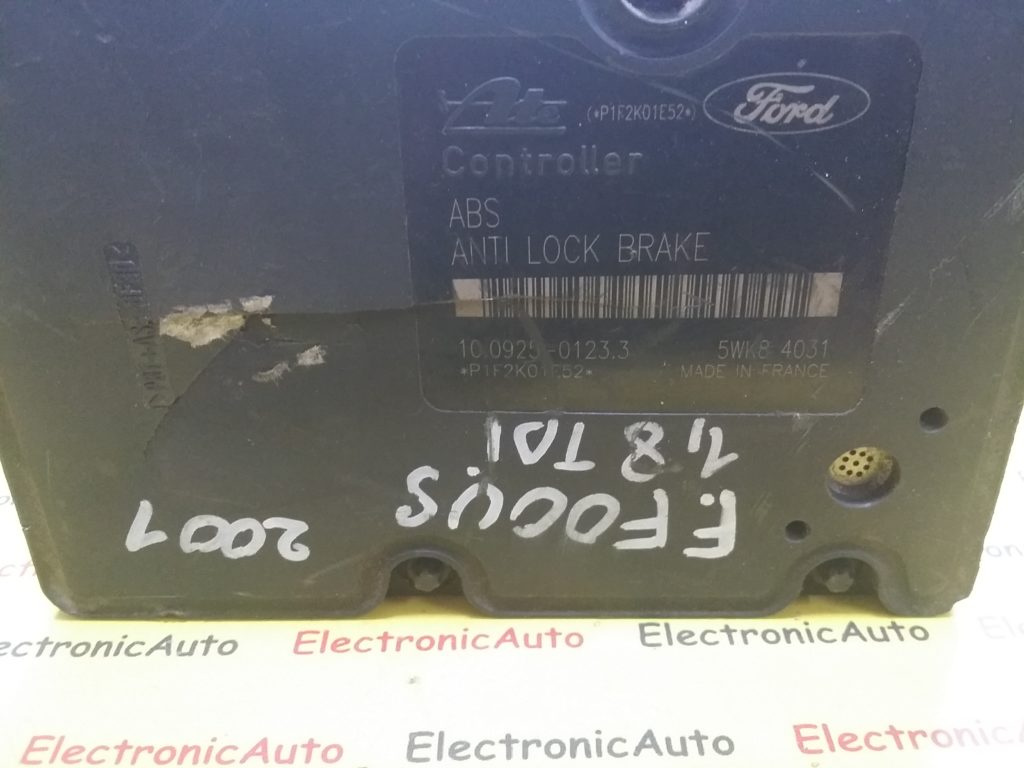 Ate (*P1F2K01E52*) Ford
Controller
ABS
ANTI LOCK BRAKE
10.0925-0123.3 5WK8 4031
*P1F2K01E52* MADE IN FRANCE
F.FOCUS
1,8 TDI
2001
ElectronicAuto ElectronicAuto ElectronicAuto
ElectronicAuto ElectronicAuto ElectronicAuto